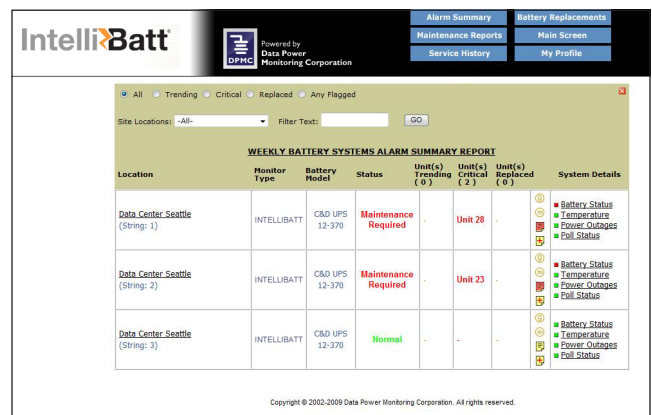 Intelli Batt
DPMC
Powered by
Data Power
Monitoring Corporation
Alarm Summary
Battery Replacements
Maintenance Reports
Main Screen
Service History
My Profile
All Trending Critical Replaced Any Flagged
Site Locations: -All- Filter Text: GO
WEEKLY BATTERY SYSTEMS ALARM SUMMARY REPORT
Location Monitor Type Battery Model Status Unit(s) Trending ( 0 ) Unit(s) Critical ( 2 ) Unit(s) Replaced ( 0 ) System Details
Data Center Seattle
(String: 1)
INTELLIBATT
C&D UPS
12-370
Maintenance
Required
-
Unit 28
-
g
m
Battery Status
Temperature
Power Outages
Poll Status
Data Center Seattle
(String: 2)
INTELLIBATT
C&D UPS
12-370
Maintenance
Required
-
Unit 23
-
g
m
Battery Status
Temperature
Power Outages
Poll Status
Data Center Seattle
(String: 3)
INTELLIBATT
C&D UPS
12-370
Normal
-
-
-
g
m
Battery Status
Temperature
Power Outages
Poll Status
Copyright © 2002-2009 Data Power Monitoring Corporation. All rights reserved.